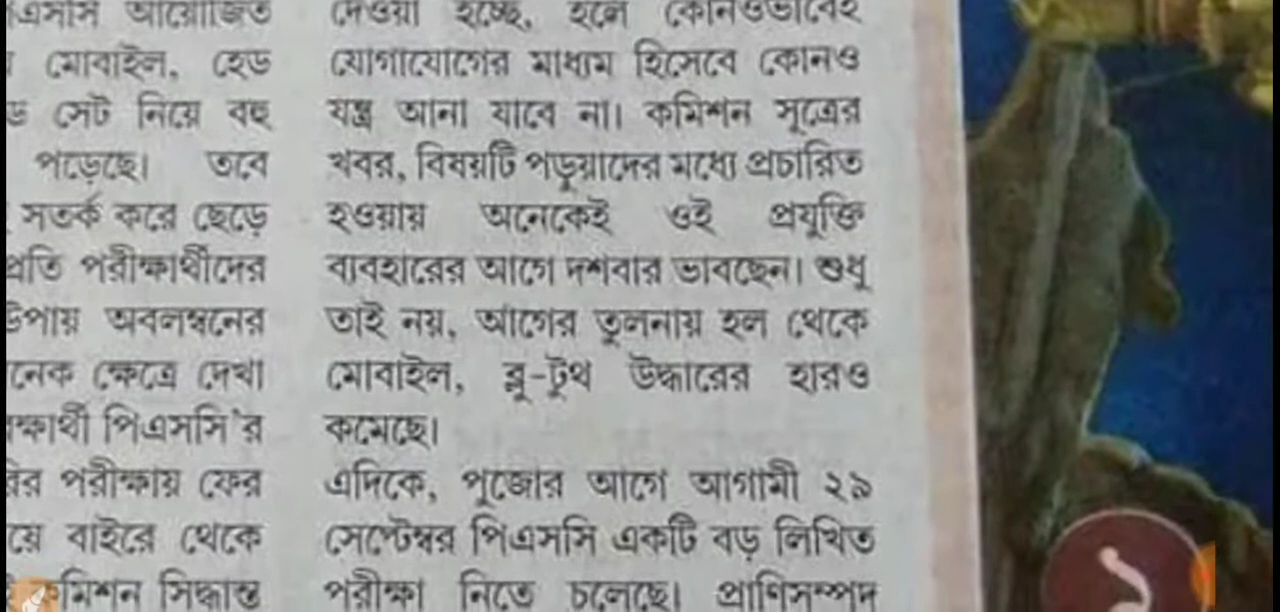 পিএসসি আয়োজিত
মোবাইল, হেড
সেট নিয়ে বহু
পড়েছে। তবে
সতর্ক করে ছেড়ে
প্রতি পরীক্ষার্থীদের
উপায় অবলম্বনের
নেক ক্ষেত্রে দেখা
ক্ষার্থী পিএসসি'র
পরীক্ষায় ফের
য়ে বাইরে থেকে
কমিশন সিদ্ধান্ত
দেওয়া হচ্ছে, হলে কোনওভাবেই
যোগাযোগের মাধ্যম হিসেবে কোনও
যন্ত্র আনা যাবে না। কমিশন সূত্রের
খবর, বিষয়টি পড়ুয়াদের মধ্যে প্রচারিত
হওয়ায় অনেকেই ওই প্রযুক্তি
ব্যবহারের আগে দশবার ভাবছেন। শুধু
তাই নয়, আগের তুলনায় হল থেকে
মোবাইল, ব্লু-টুথ উদ্ধারের হারও
কমেছে।
এদিকে, পুজোর আগে আগামী ২৯
সেপ্টেম্বর পিএসসি একটি বড় লিখিত
পরীক্ষা নিতে চলেছে। প্রাণিসম্পদ